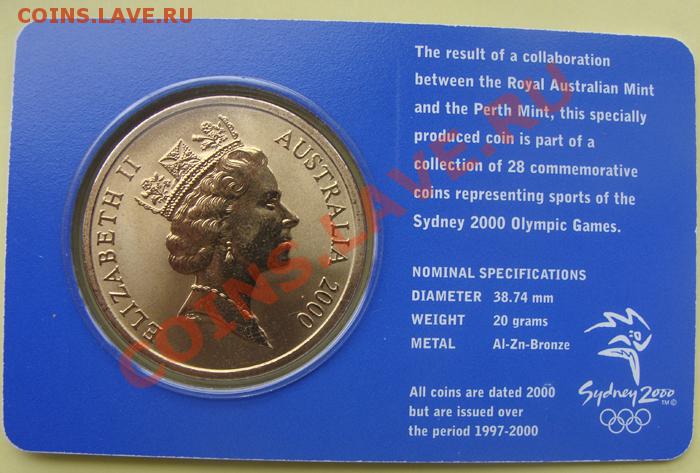 COINS.LAVE.RU
ELIZABETH II
AUSTRALIA 2000
COINS.LAVE.RU
The result of a collaboration
between the Royal Australian Mint
and the Perth Mint, this specially
produced coin is part of a
collection of 28 commemorative
coins representing sports of the
Sydney 2000 Olympic Games.
NOMINAL SPECIFICATIONS
DIAMETER 38.74 mm
WEIGHT 20 grams
METAL Al-Zn-Bronze
All coins are dated 2000
but are issued over
the period 1997-2000
Sydney 2000
TM ©